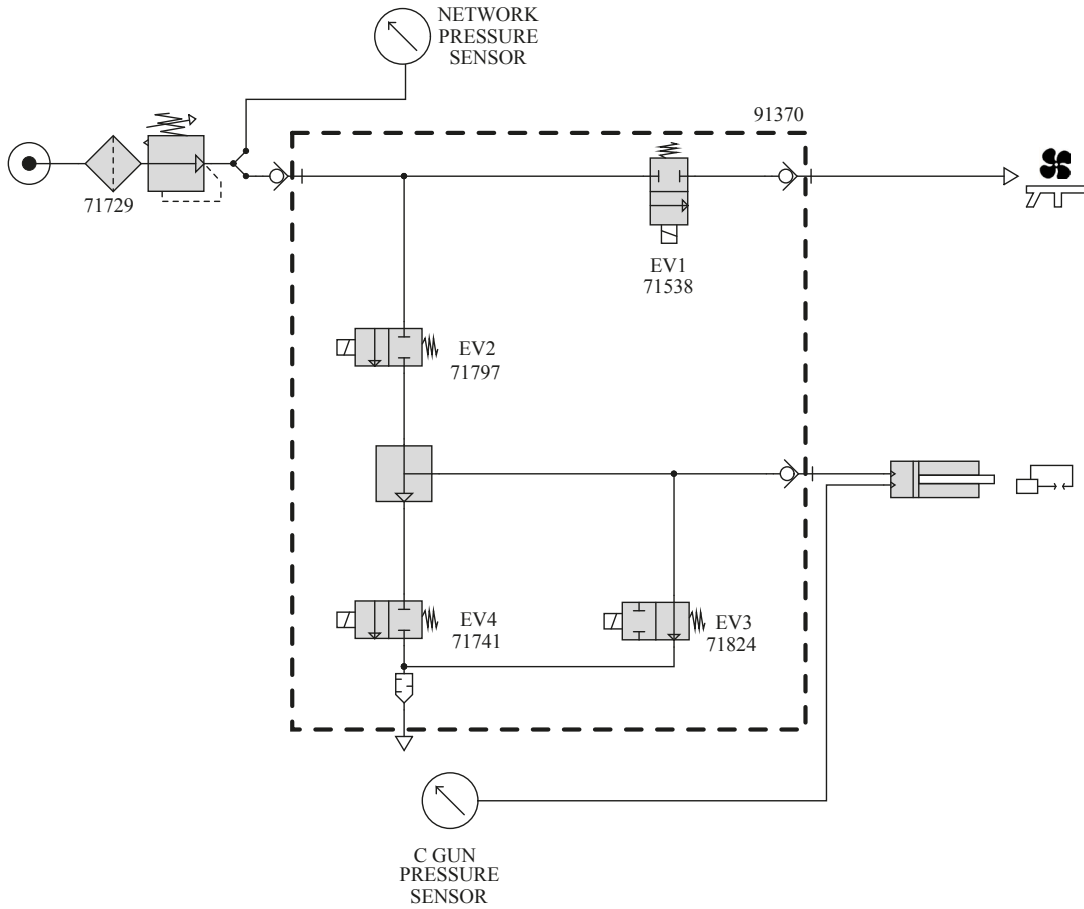 NETWORK
PRESSURE
SENSOR
91370
71729
EV1
71538
EV2
71797
EV4
71741
EV3
71824
C GUN
PRESSURE
SENSOR